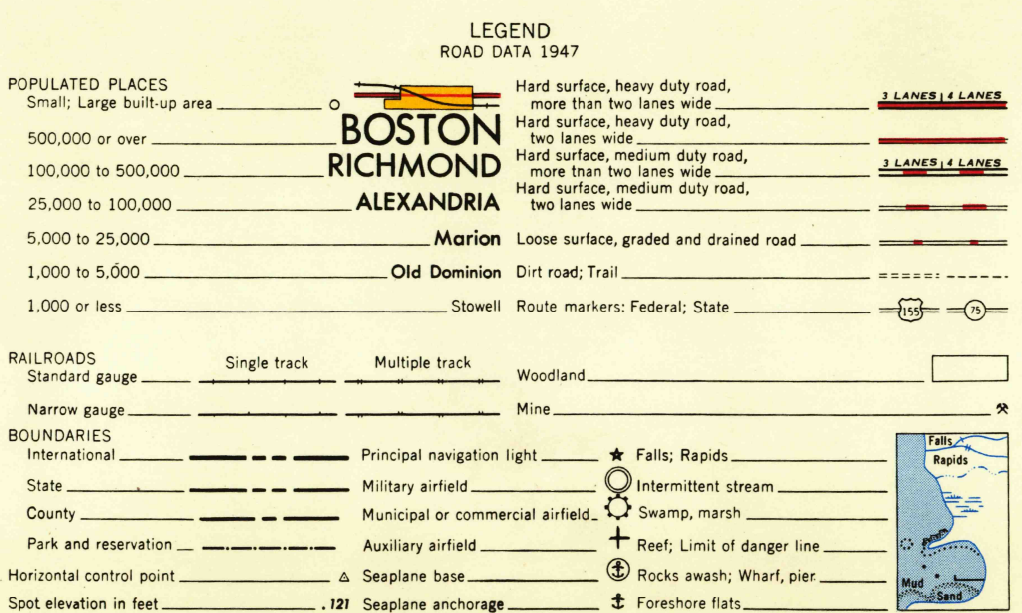 LEGEND
ROAD DATA 1947
POPULATED PLACES
Small; Large built-up area
500,000 or over BOSTON
100,000 to 500,000 RICHMOND
25,000 to 100,000 ALEXANDRIA
5,000 to 25,000 Marion
1,000 to 5,000 Old Dominion
1.000 or less Stowell
Hard surface, heavy duty road,
more than two lanes wide 3 LANES 4 LANES
Hard surface, heavy duty road,
two lanes wide
Hard surface, medium duty road,
more than two lanes wide 3 LANES 4 LANES
Hard surface, medium duty road,
two lanes wide
Loose surface, graded and drained road
Dirt road; Trail
Route markers: Federal; State 155 75
RAILROADS Single track Multiple track
Standard gauge
Narrow gauge
Woodland
Mine
BOUNDARIES
International
State
County
Park and reservation
Horizontal control point
Spot elevation in feet .121
Principal navigation light
Military airfield
Municipal or commercial airfield
Auxiliary airfield
Seaplane base
Seaplane anchorage
Falls; Rapids
Intermittent stream
Swamp, marsh
Reef; Limit of danger line
Rocks awash; Wharf, pier
Foreshore flats
Falls
Rapids
Mud
Sand